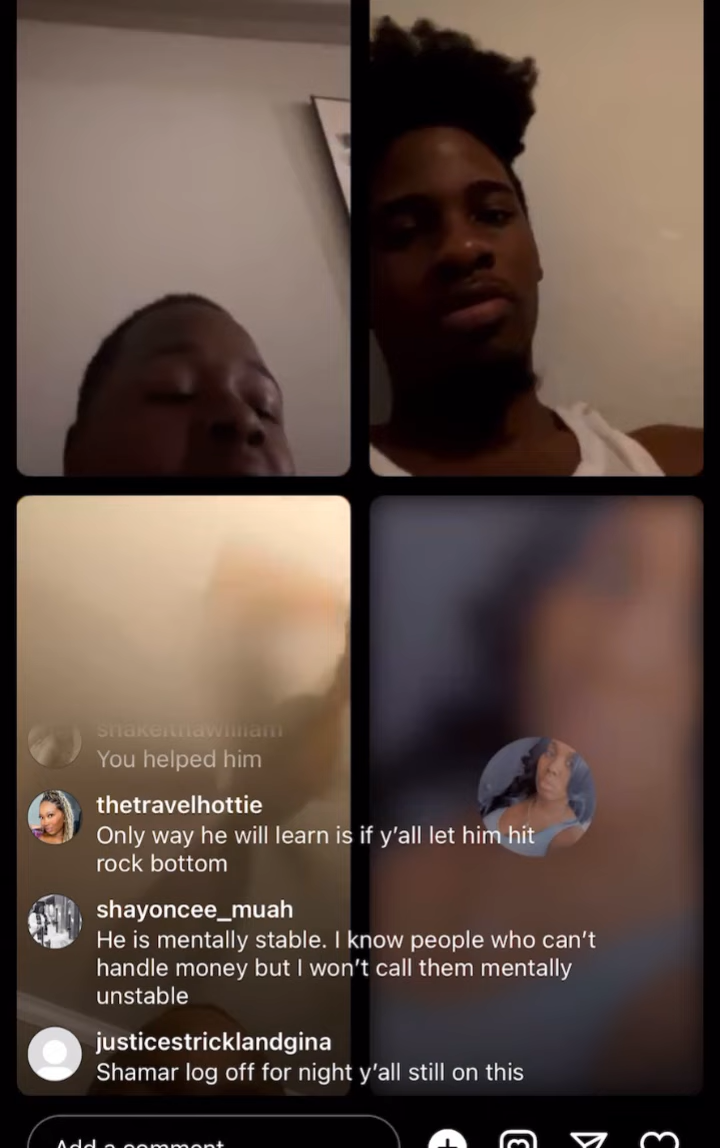 You helped him
thetravelhottie
Only way he will learn is if y'all let him hit
rock bottom
shayoncee_muah
He is mentally stable. I know people who can't
handle money but I won't call them mentally
unstable
justicestricklandgina
Shamar log off for night y'all still on this
Add a comment